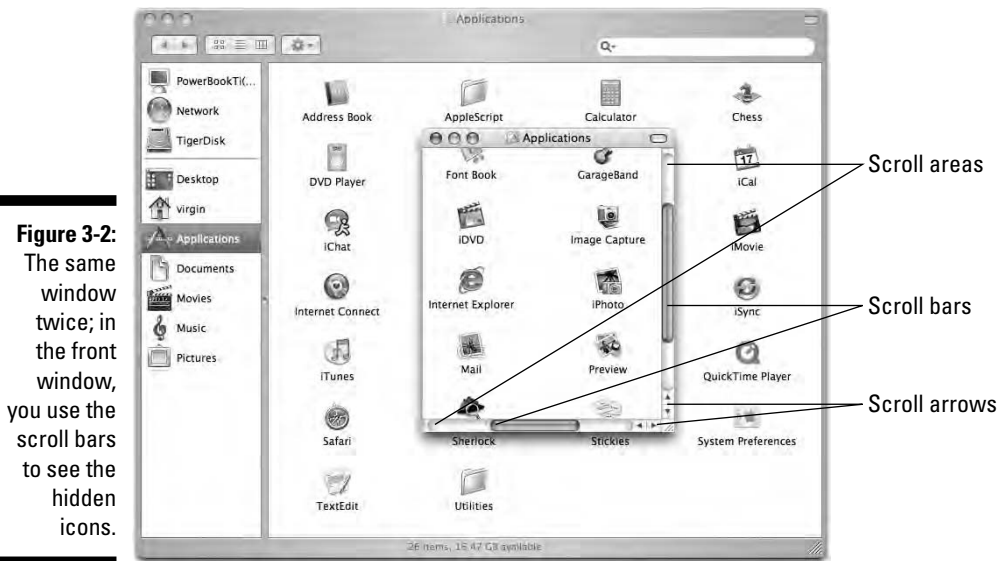 Applications
PowerBookTi(...
Network
TigerDisk
Desktop
virgin
Applications
Documents
Movies
Music
Pictures
Address Book
AppleScript
Calculator
Chess
DVD Player
iCal
iChat
iMovie
Internet Connect
iSync
iTunes
QuickTime Player
Safari
System Preferences
TextEdit
Utilities
26 items, 16.47 GB available
Applications
Font Book
GarageBand
17
iDVD
Image Capture
Internet Explorer
iPhoto
Mail
Preview
Sherlock
Stickies
Scroll areas
Scroll bars
Scroll arrows
Figure 3-2:
The same
window
twice; in
the front
window,
you use the
scroll bars
to see the
hidden
icons.